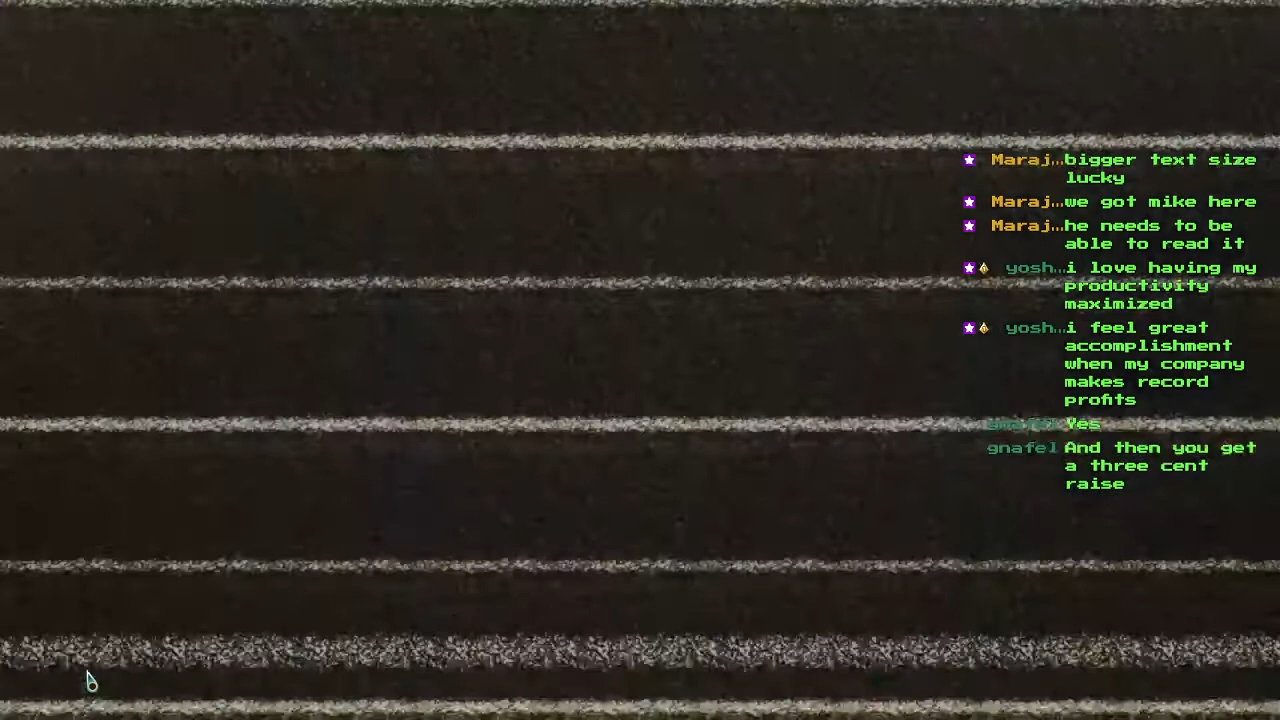 Maraj...bigger text size
lucky
Maraj...we got mike here
Maraj...he needs to be
able to read it
yosh...i love having my
productivity
maximized
yosh...i feel great
accomplishment
when my company
makes record
profits
gnafel Yes
gnafel And then you get
a three cent
raise